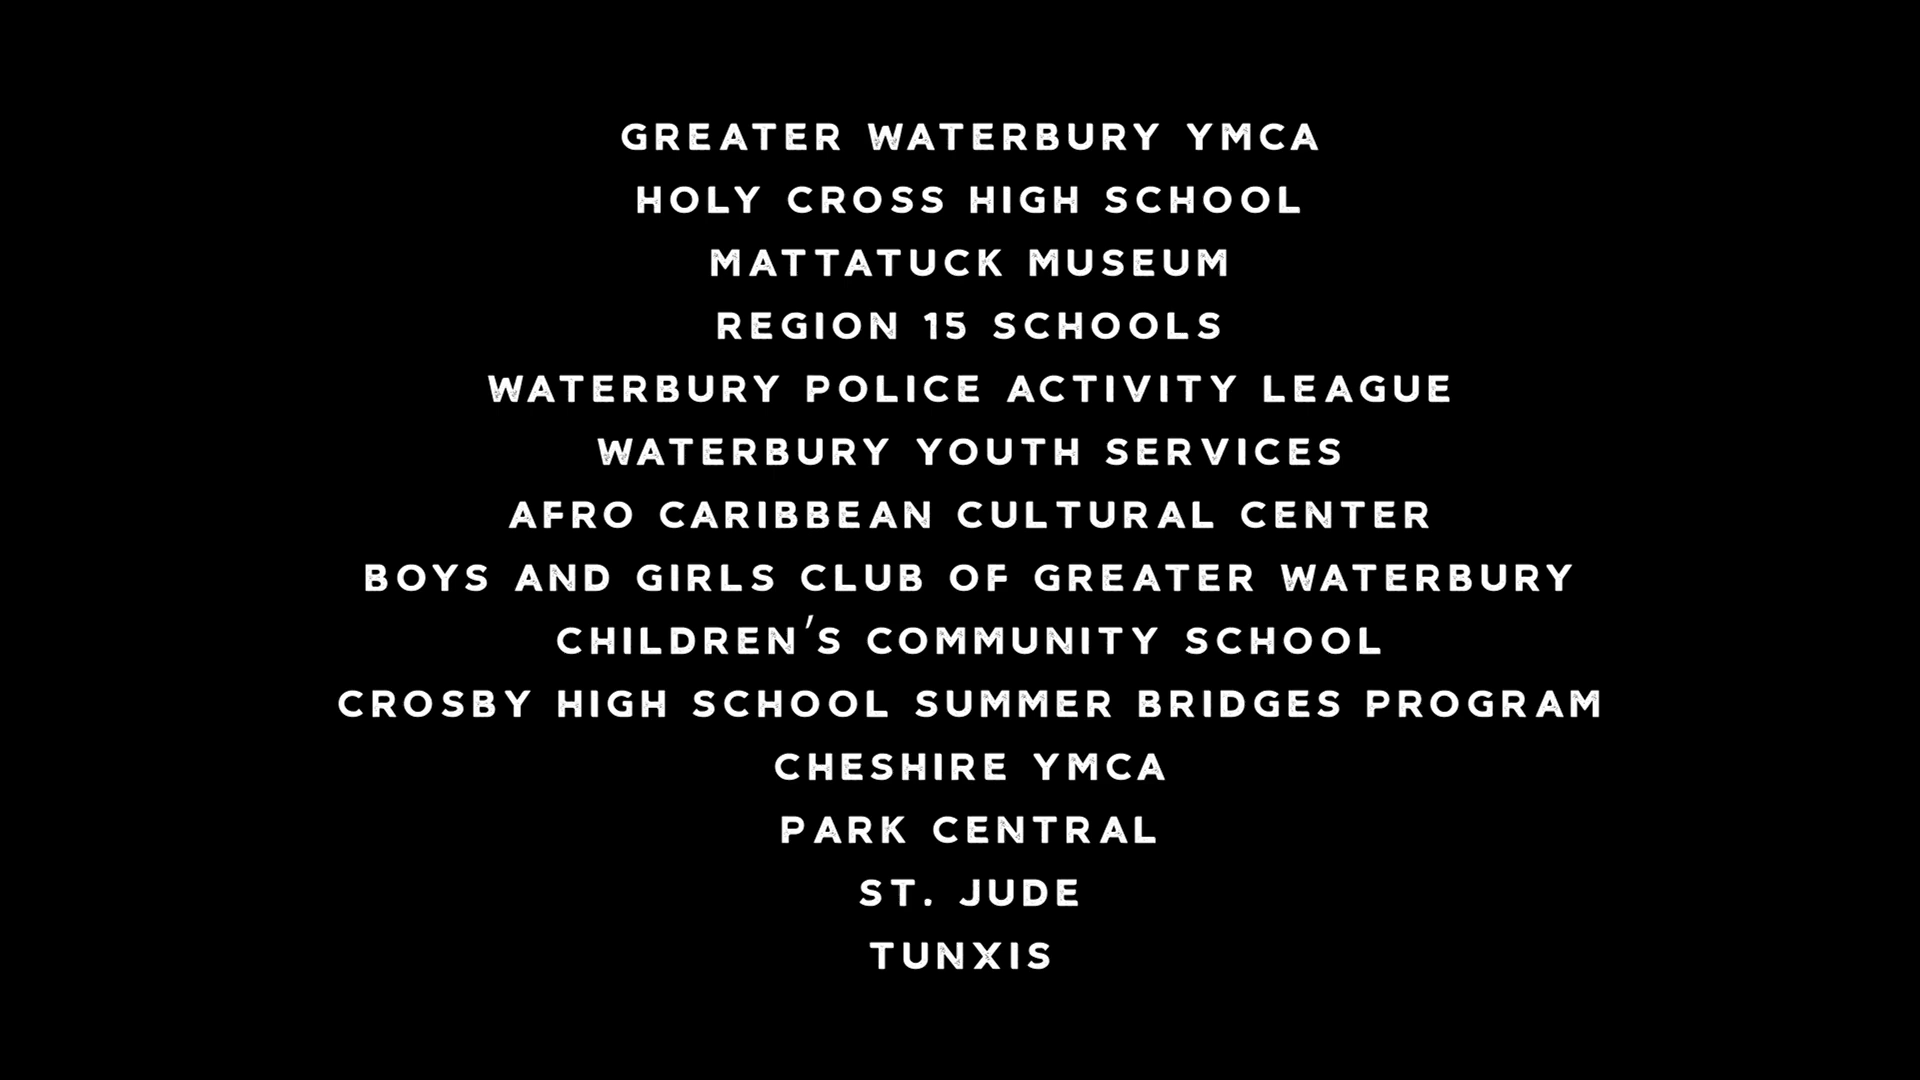 GREATER WATERBURY YMCA
HOLY CROSS HIGH SCHOOL
MATTATUCK MUSEUM
REGION 15 SCHOOLS
WATERBURY POLICE ACTIVITY LEAGUE
WATERBURY YOUTH SERVICES
AFRO CARIBBEAN CULTURAL CENTER
BOYS AND GIRLS CLUB OF GREATER WATERBURY
CHILDREN'S COMMUNITY SCHOOL
CROSBY HIGH SCHOOL SUMMER BRIDGES PROGRAM
CHESHIRE YMCA
PARK CENTRAL
ST. JUDE
TUNXIS